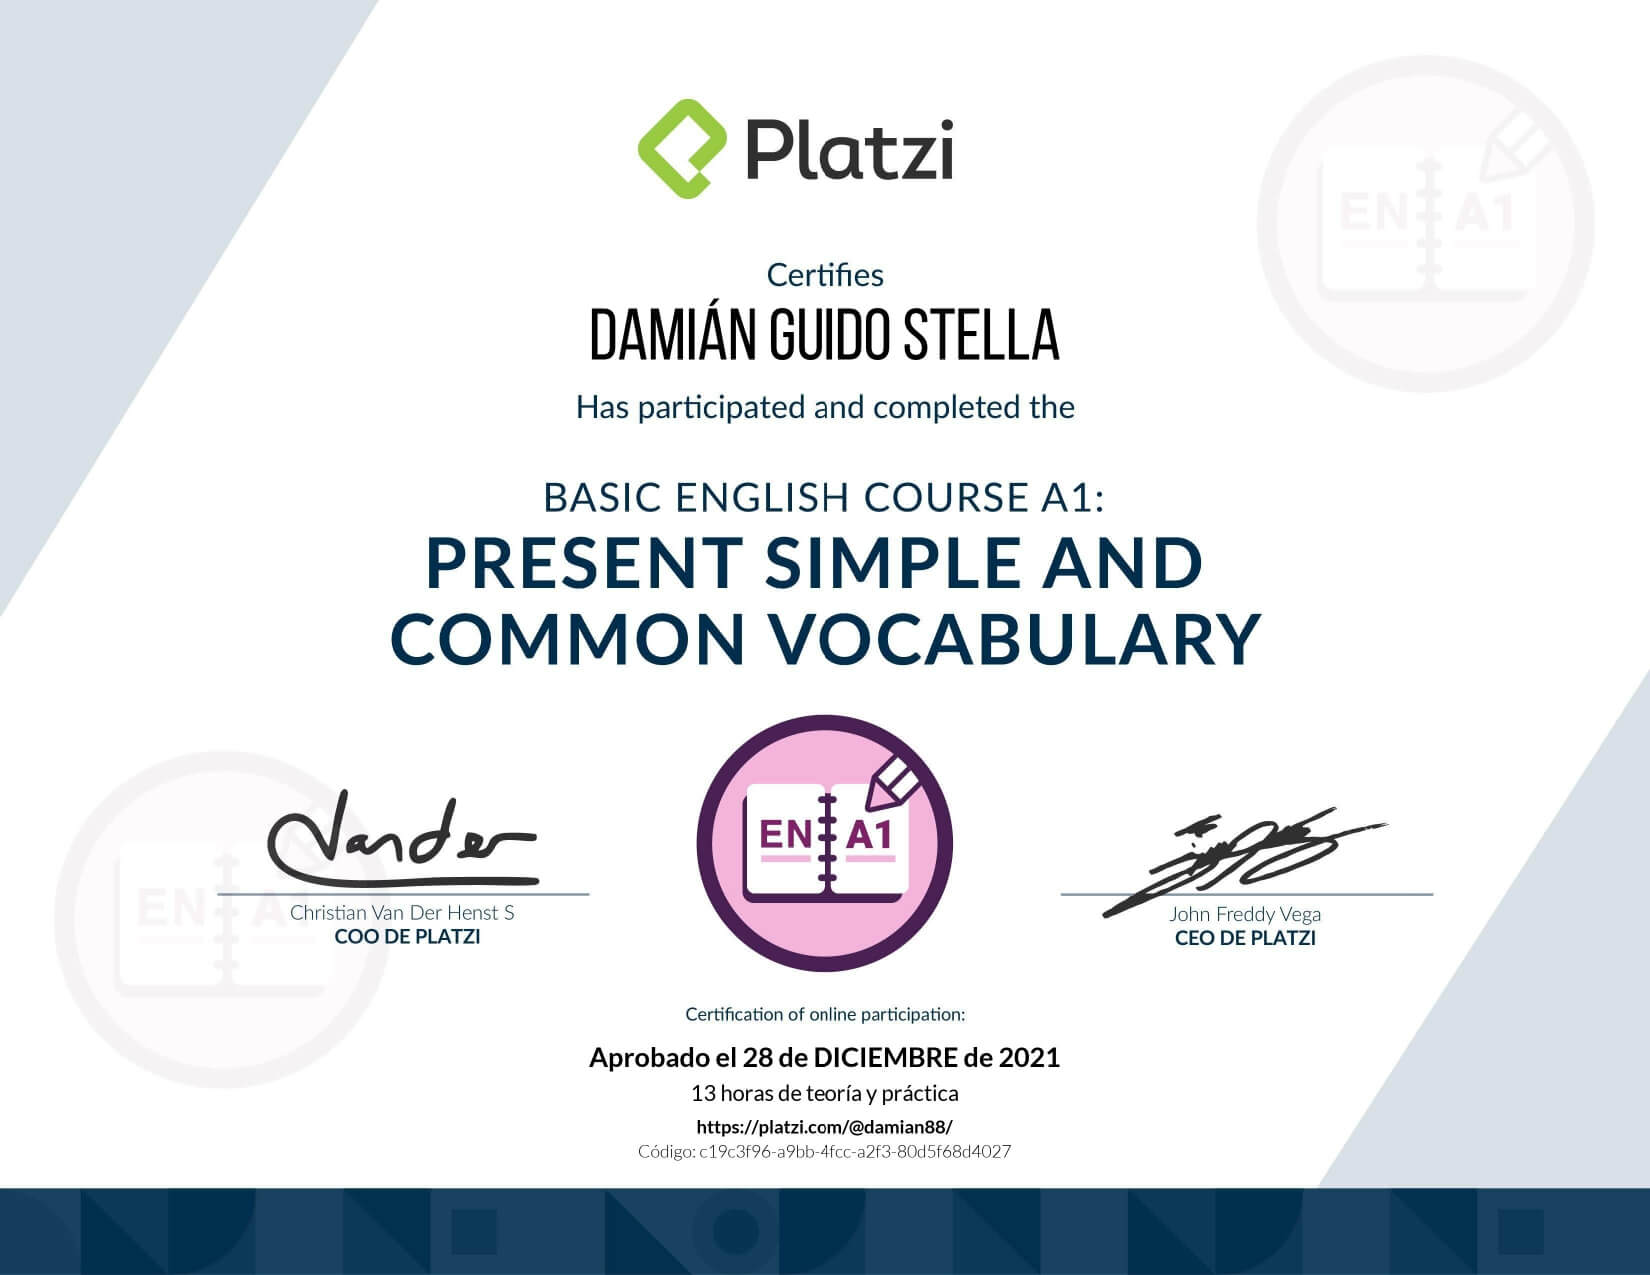 Platzi
EN A1
Certifies
DAMIÁN GUIDO STELLA
Has participated and completed the
BASIC ENGLISH COURSE A1:
PRESENT SIMPLE AND
COMMON VOCABULARY
Vander
EN A1
EN A1
Christian Van Der Henst S
COO DE PLATZI
John Freddy Vega
CEO DE PLATZI
Certification of online participation:
Aprobado el 28 de DICIEMBRE de 2021
13 horas de teoría y práctica
https://platzi.com/@damian88/
Código: c19c3f96-a9bb-4fcc-a2f3-80d5f68d4027